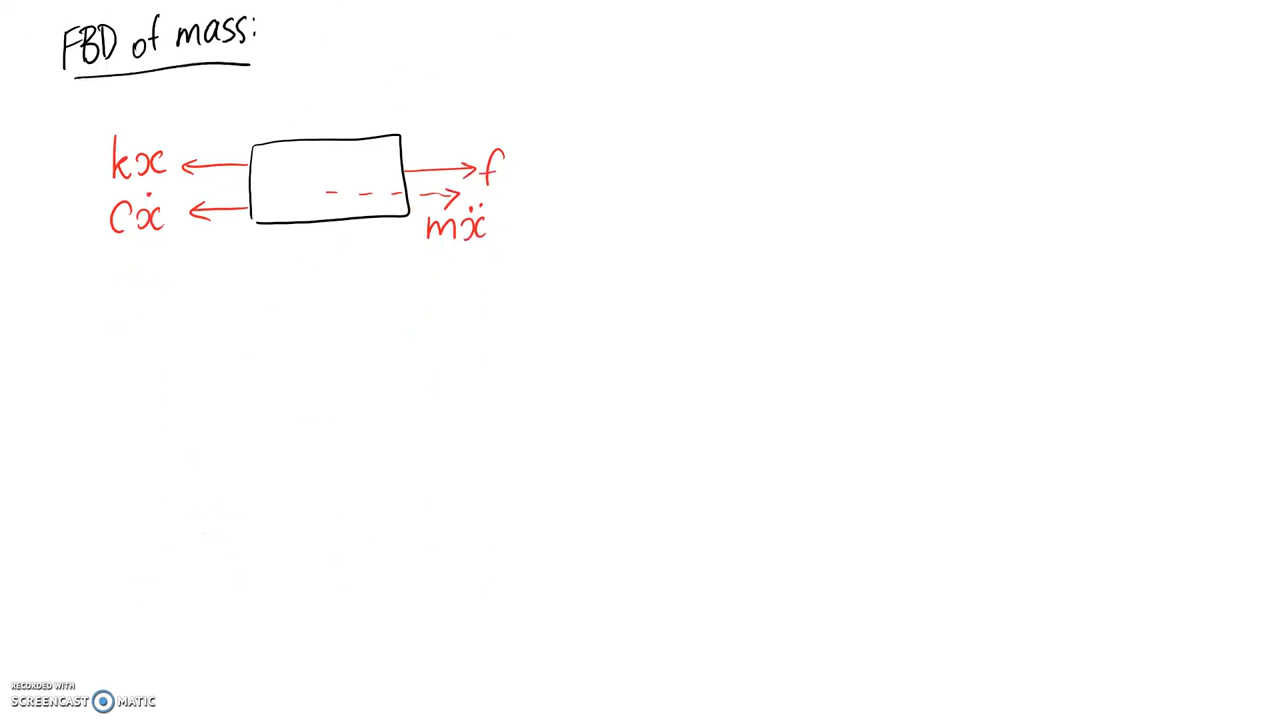 FBD of mass:
kx
cẋ
f
mẍ
RECORDED WITH
SCREENCAST MATIC